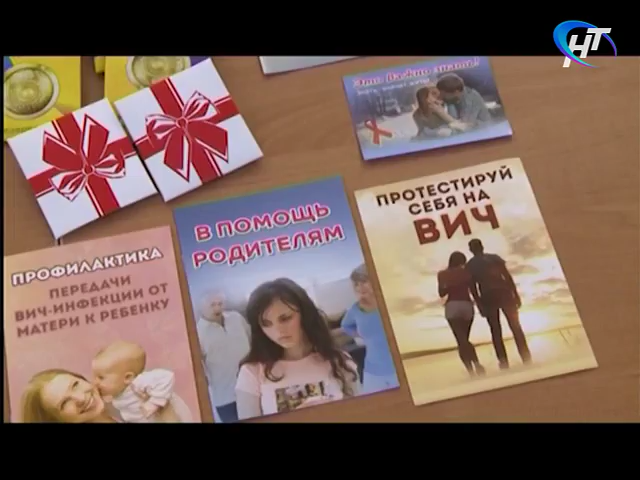 НТ
Это важно знать!
ПРОТЕСТИРУЙ
СЕБЯ НА
ВИЧ
В ПОМОЩЬ
РОДИТЕЛЯМ
ПРОФИЛАКТИКА
ПЕРЕДАЧИ
ВИЧ-ИНФЕКЦИИ ОТ
МАТЕРИ К РЕБЕНКУ